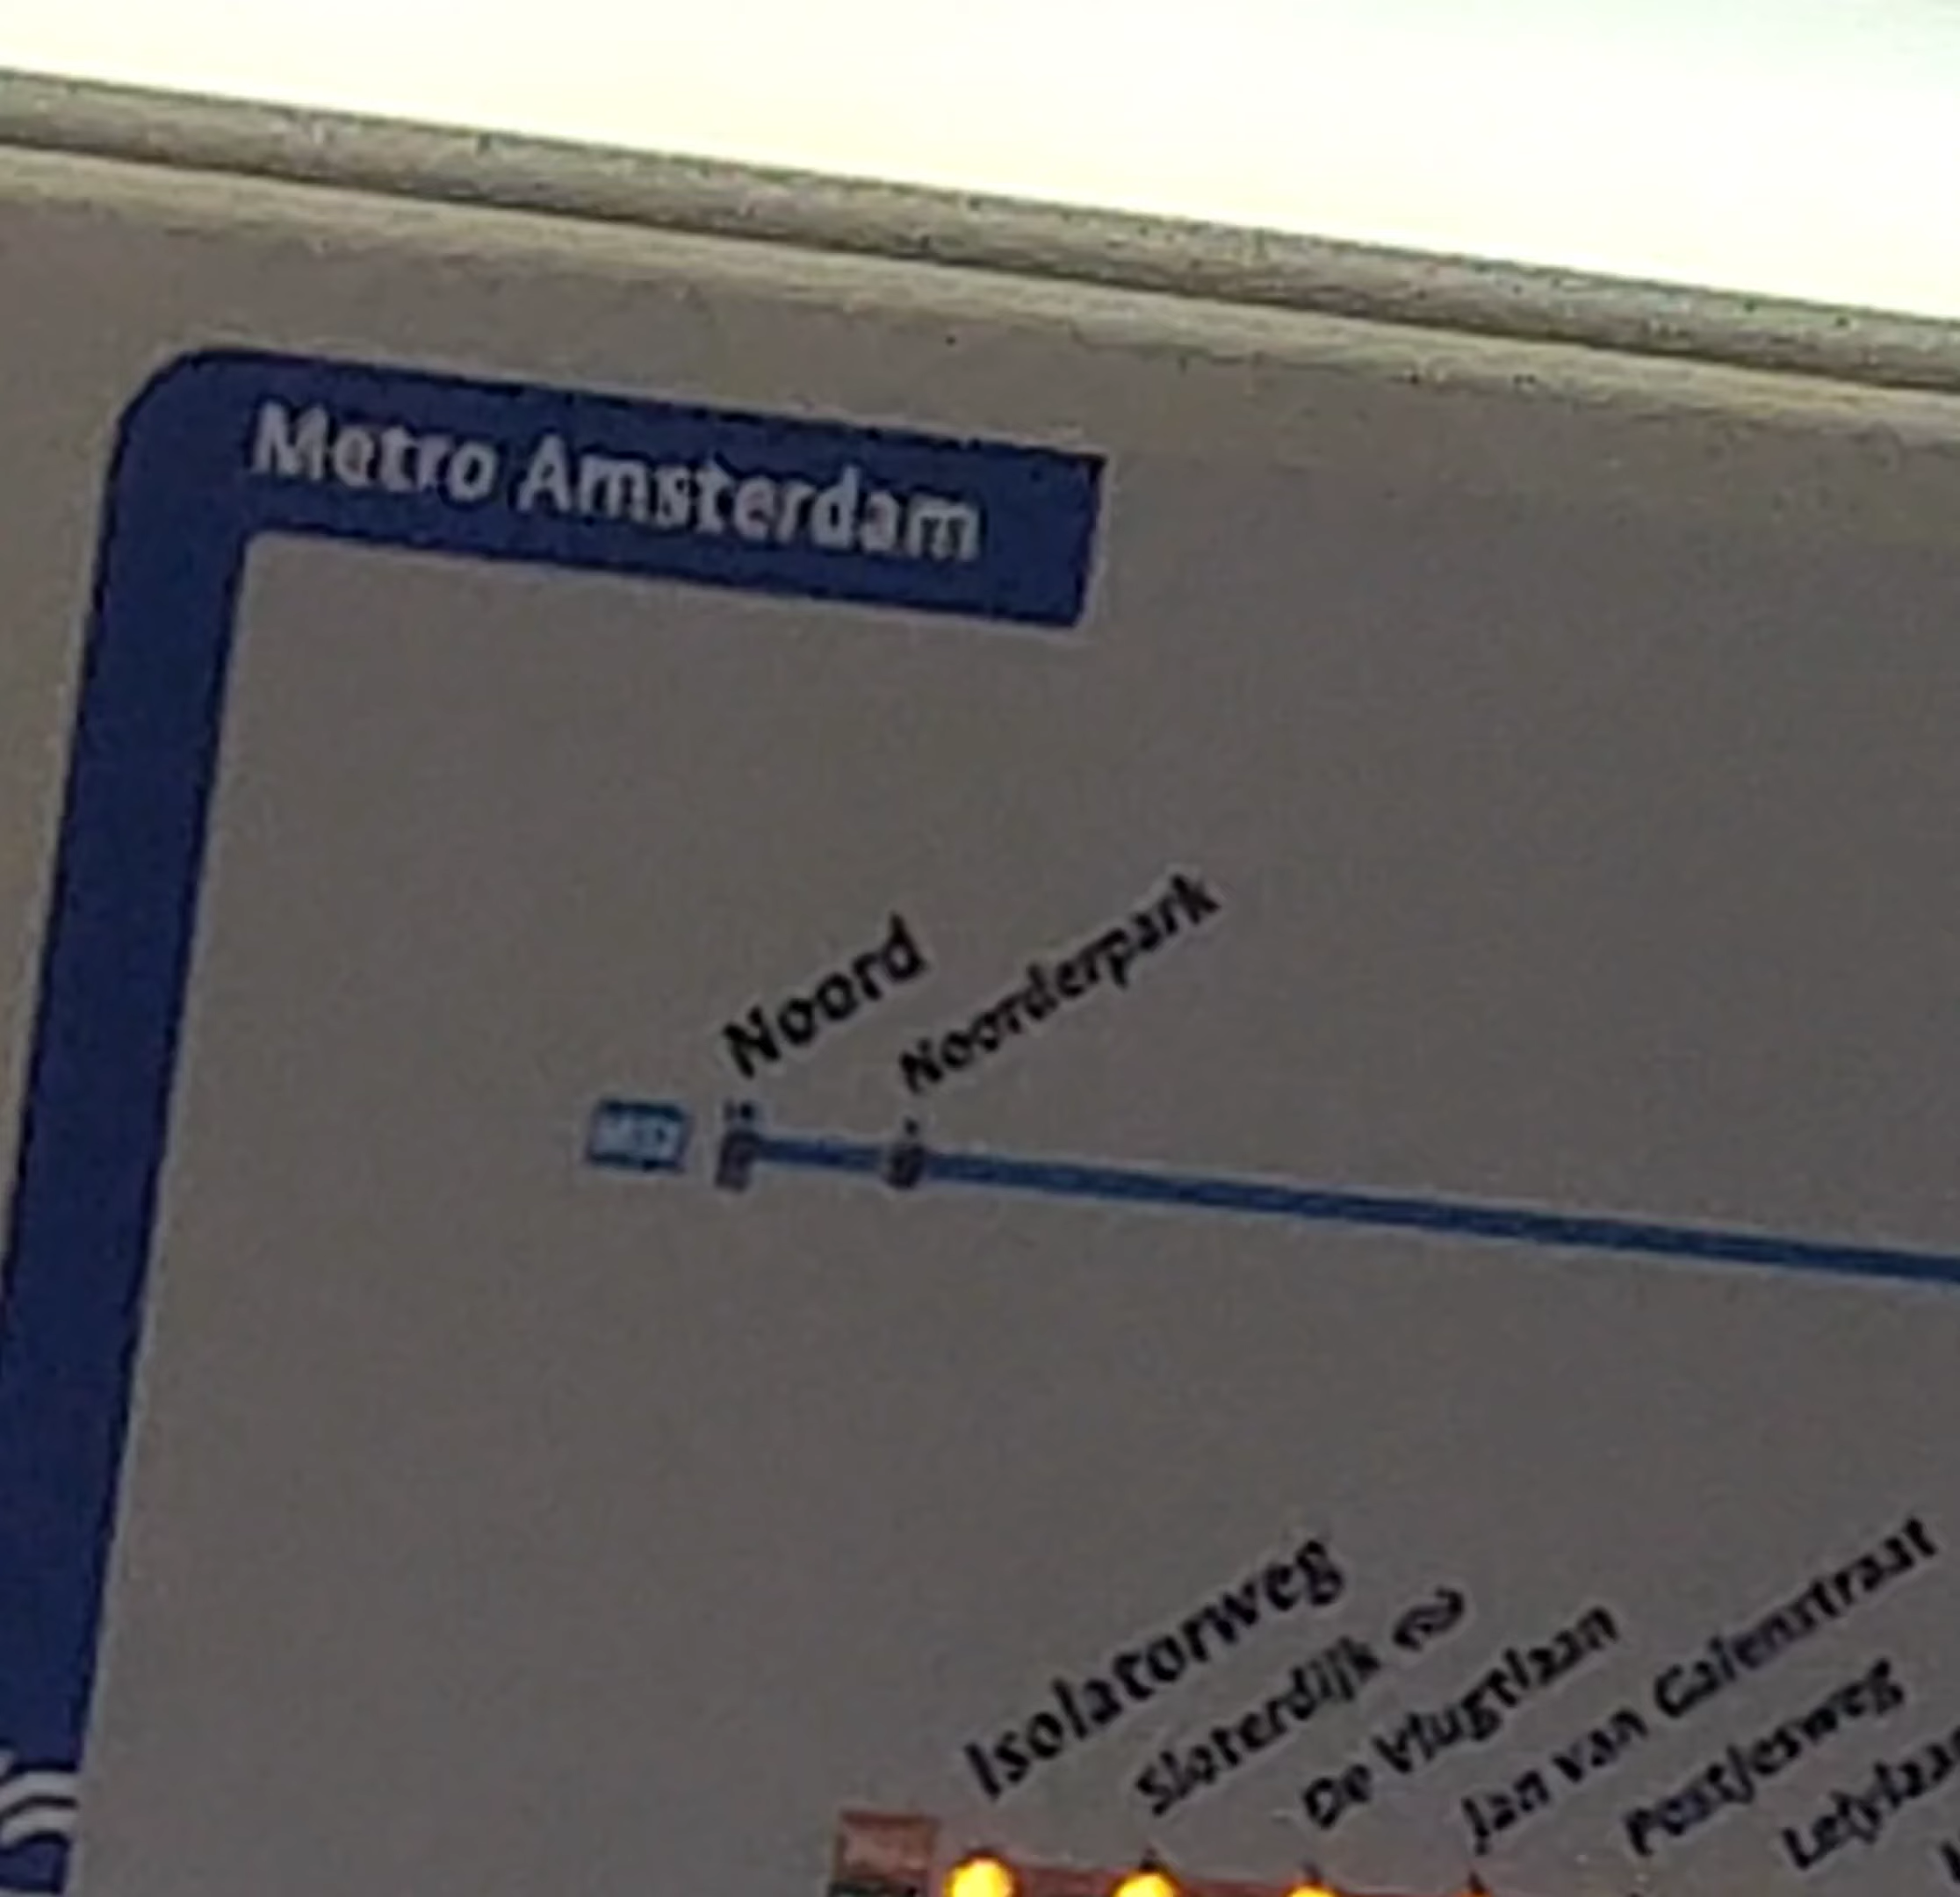 Metro Amsterdam
Noord
Noorderpark
M52
Isolatorweg
Sloterdijk
De Vlugtlaan
Jan van Galenstraat
Postjesweg